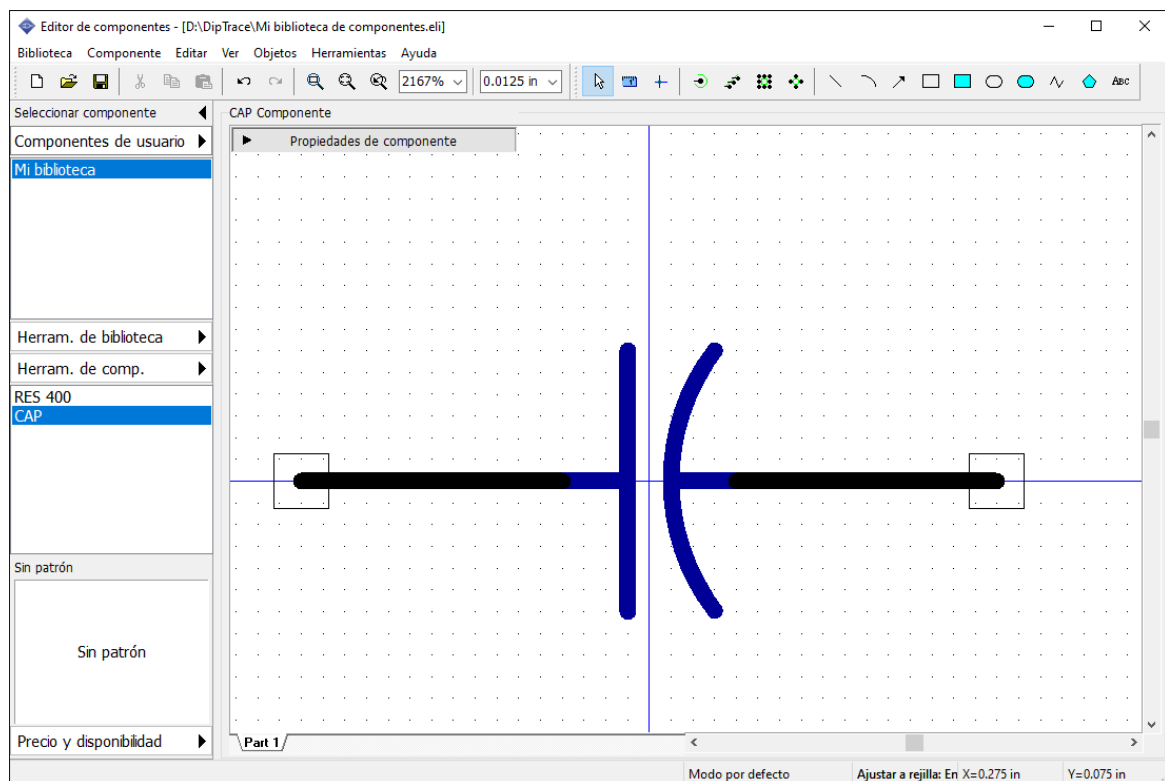 Editor de componentes - [D:\DipTrace\Mi biblioteca de componentes.eli]
Biblioteca Componente Editar Ver Objetos Herramientas Ayuda
2167% 0.0125 in ABC
Seleccionar componente
CAP Componente
Componentes de usuario
Propiedades de componente
Mi biblioteca
Herram. de biblioteca
Herram. de comp.
RES 400
CAP
Sin patrón
Sin patrón
Precio y disponibilidad
Part 1
Modo por defecto Ajustar a rejilla: En X=0.275 in Y=0.075 in